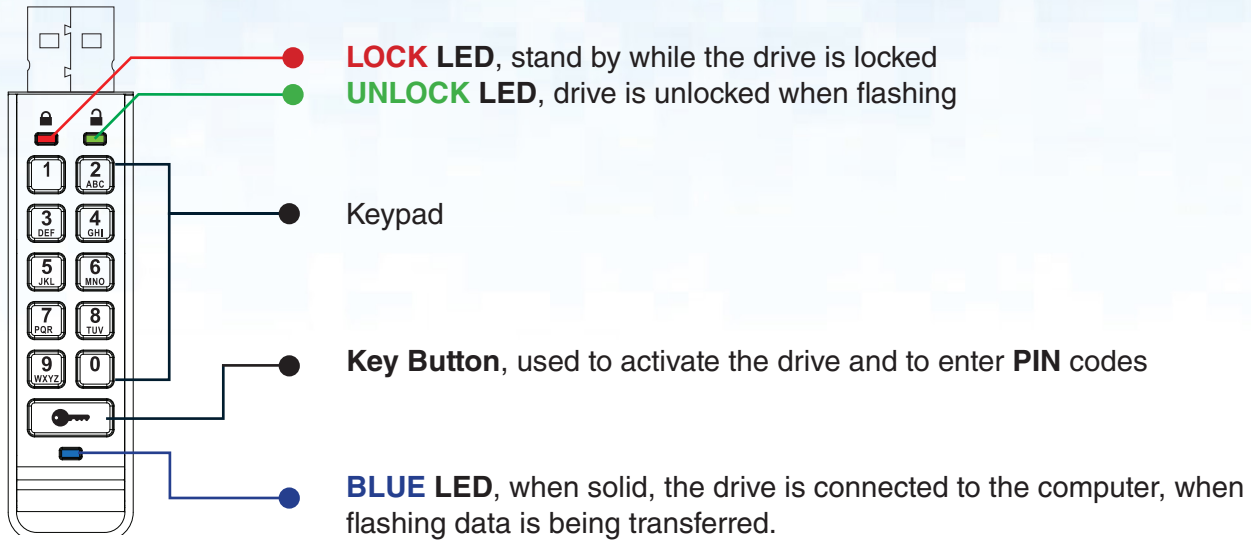 LOCK LED, stand by while the drive is locked
UNLOCK LED, drive is unlocked when flashing
1 2
ABC
Keypad
3 4
DEF GHI
5 6
JKL MNO
7 8
PQR TUV
Key Button, used to activate the drive and to enter PIN codes
9 0
WXYZ
BLUE LED, when solid, the drive is connected to the computer, when
flashing data is being transferred.